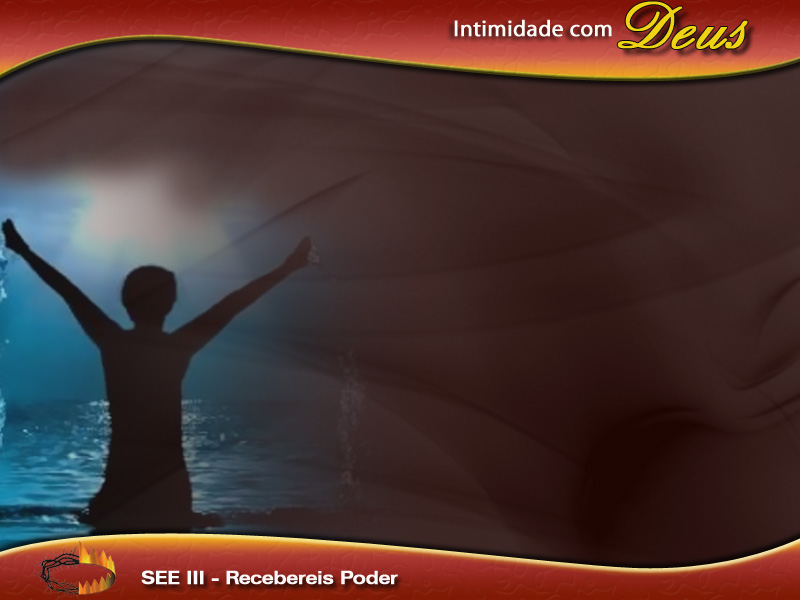 Intimidade com Deus
SEE III - Recebereis Poder